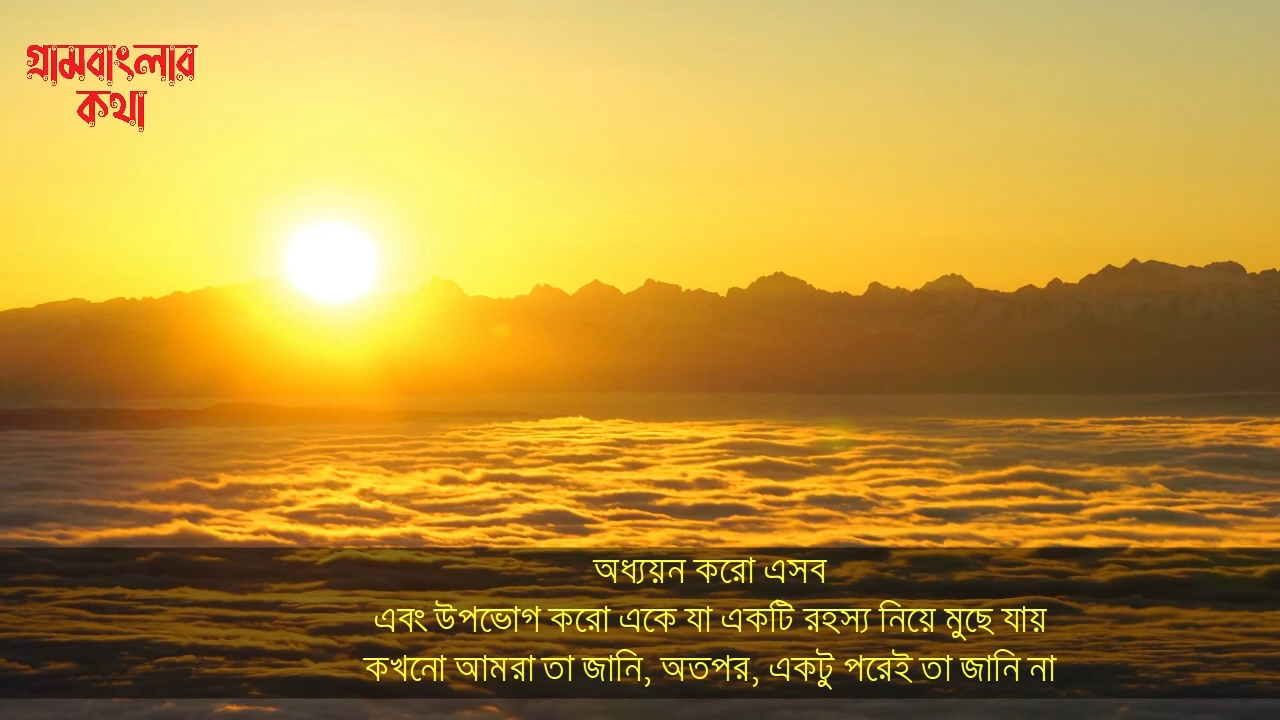 গ্রামবাংলার
কথা
অধ্যয়ন করো এসব
এবং উপভোগ করো একে যা একটি রহস্য নিয়ে মুছে যায়
কখনো আমরা তা জানি, অতপর, একটু পরেই তা জানি না